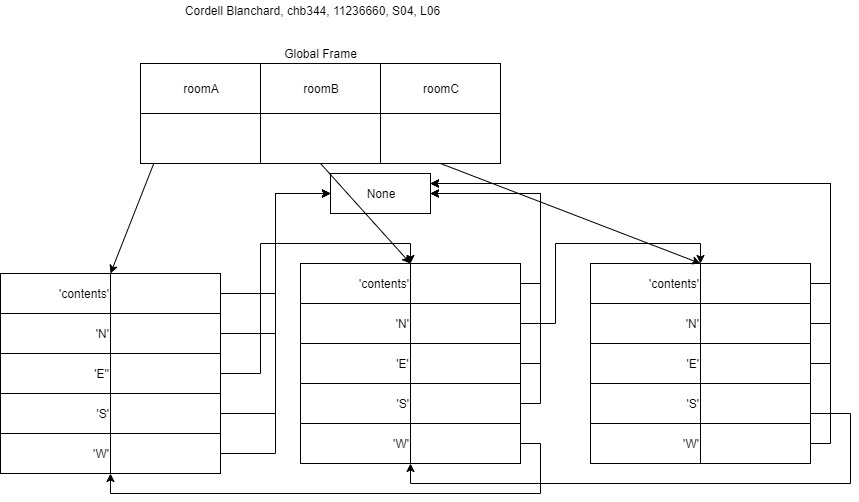 Cordell Blanchard, chb344, 11236660, S04, L06
Global Frame
roomA roomB roomC
None
'contents'
'N'
'E"
'S'
'W'
'contents'
'N'
'E'
'S'
'W'
'contents'
'N'
'E'
'S'
'W'